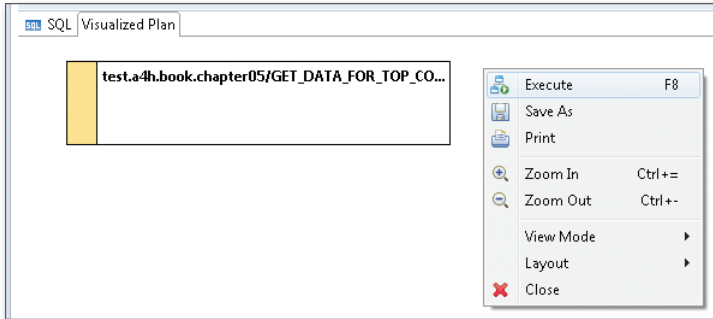 SQL SQL Visualized Plan
test.a4h.book.chapter05/GET_DATA_FOR_TOP_CO...
Execute F8
Save As
Print
Zoom In Ctrl+=
Zoom Out Ctrl+-
View Mode
Layout
Close